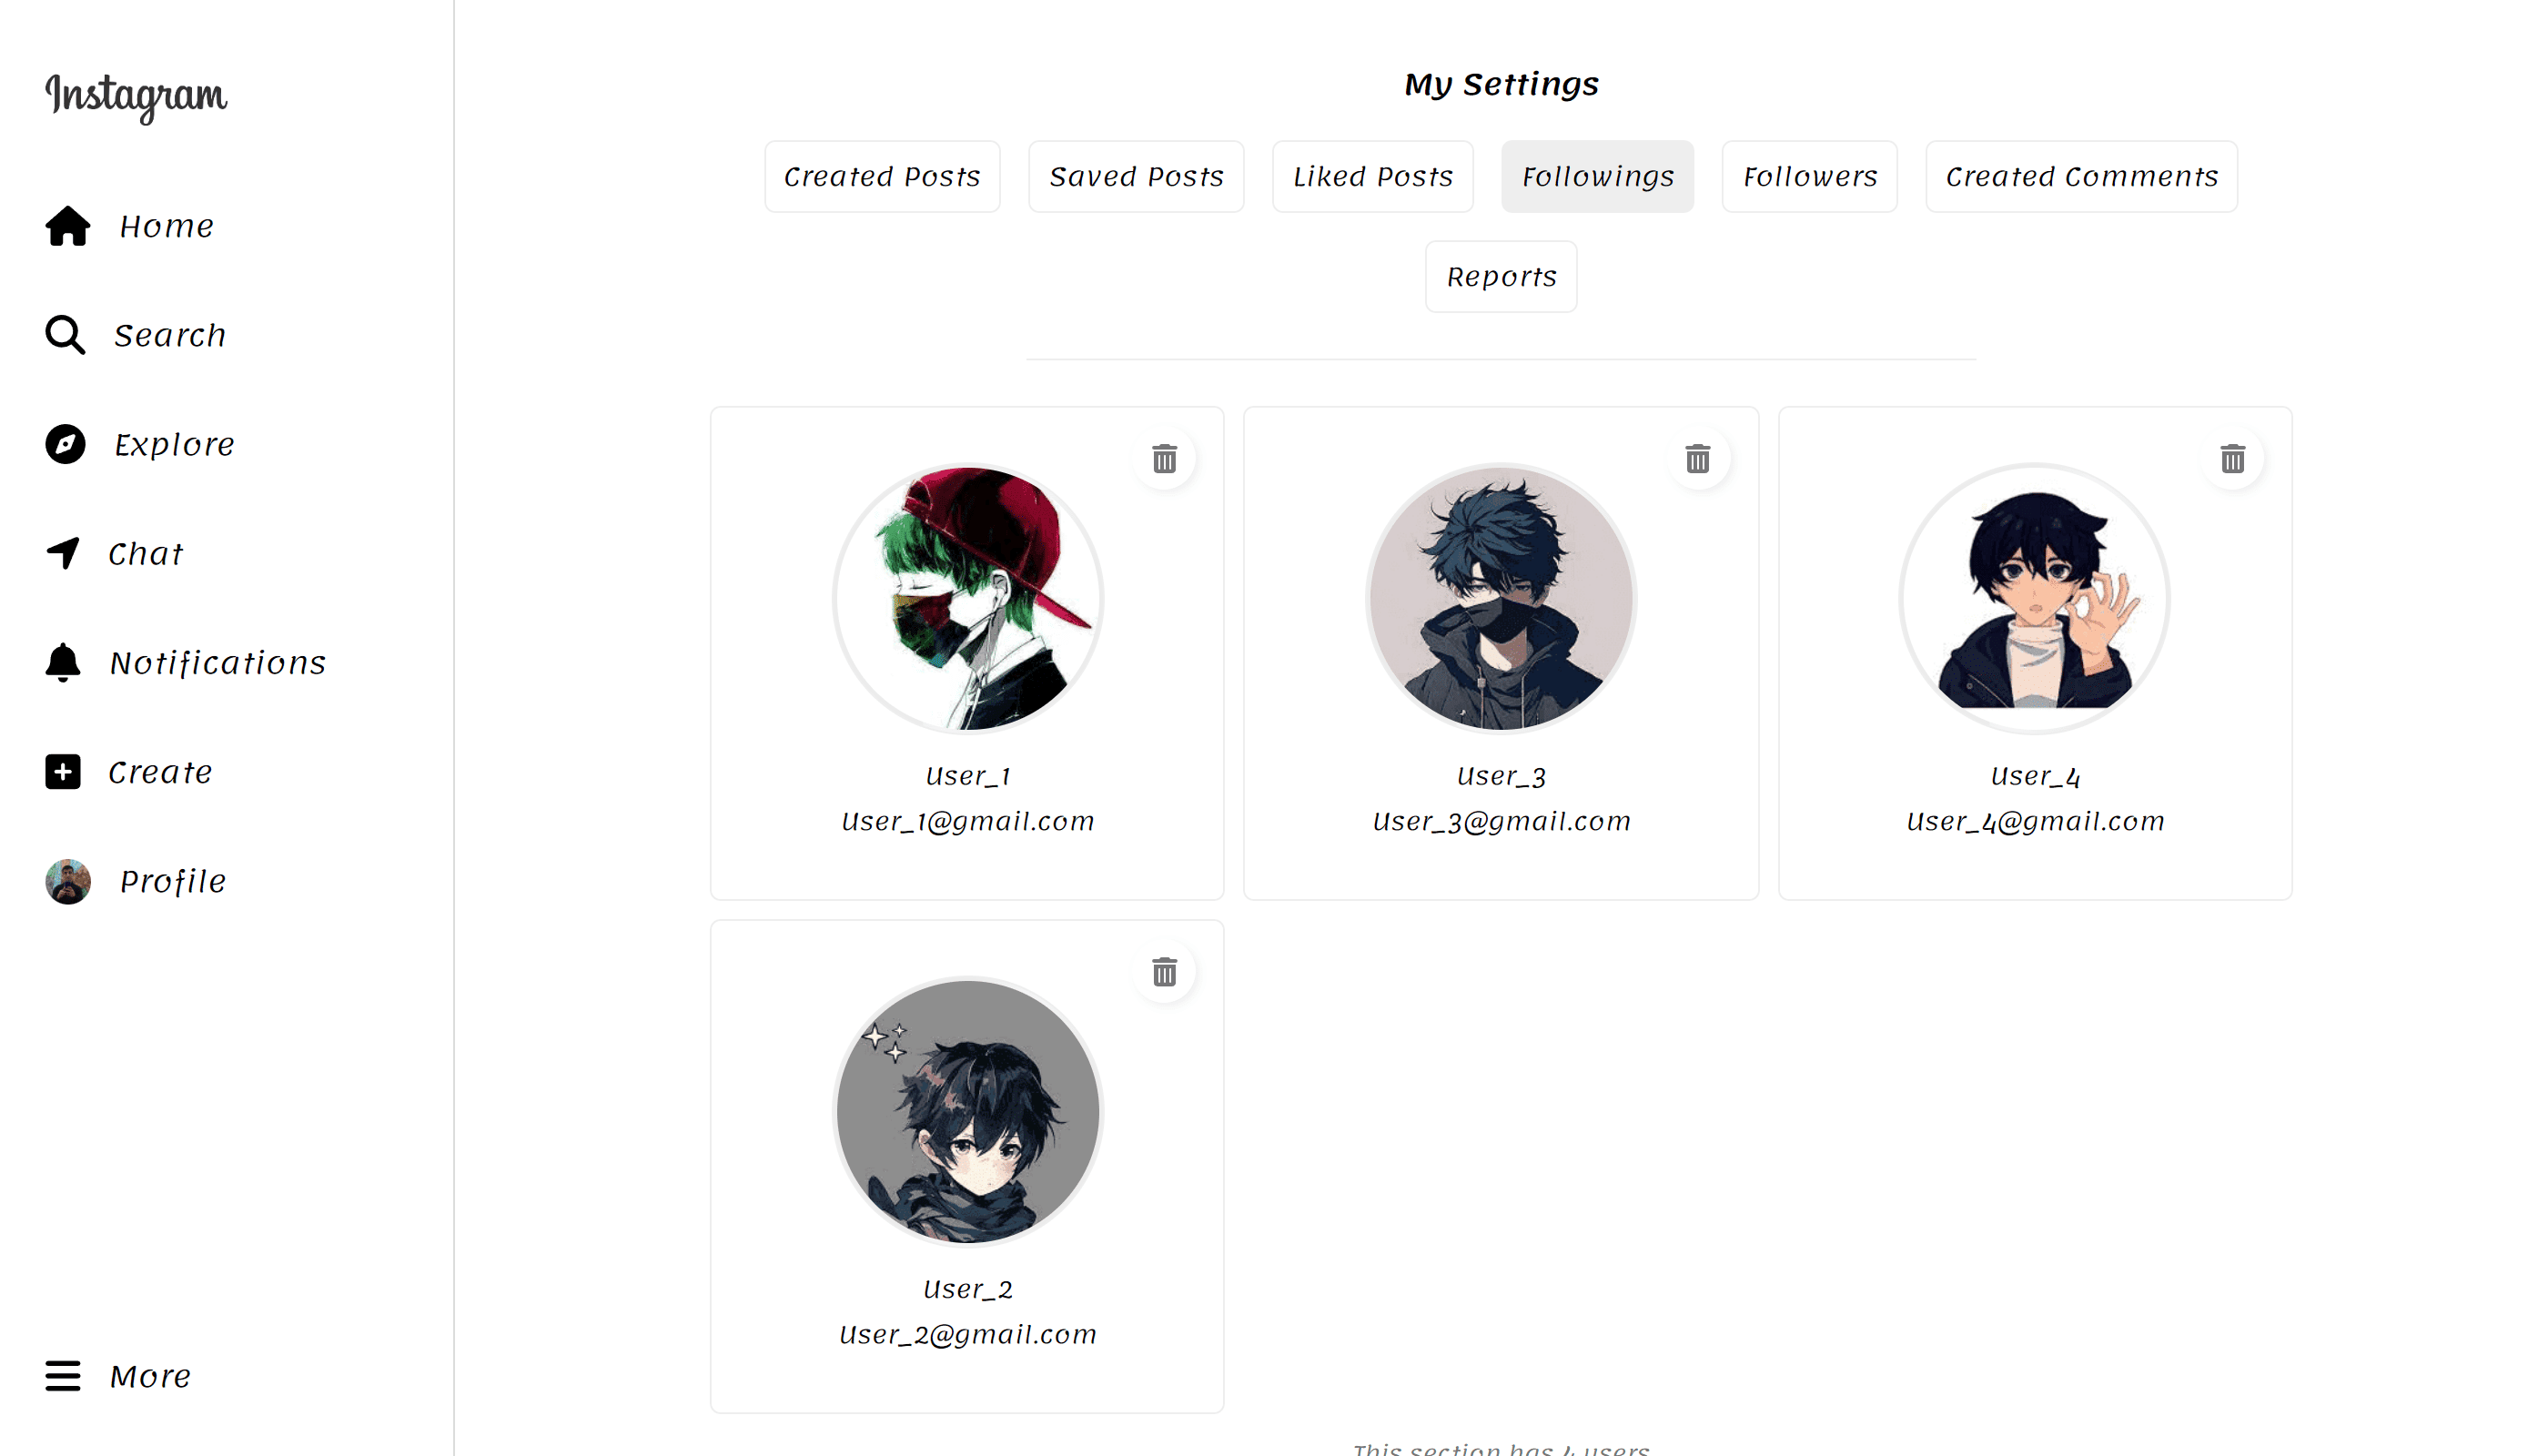 Instagram
Home
Search
Explore
Chat
Notifications
Create
Profile
More
My Settings
Created Posts
Saved Posts
Liked Posts
Followings
Followers
Created Comments
Reports
User_1
User_1@gmail.com
User_3
User_3@gmail.com
User_4
User_4@gmail.com
User_2
User_2@gmail.com
This section has 4 users